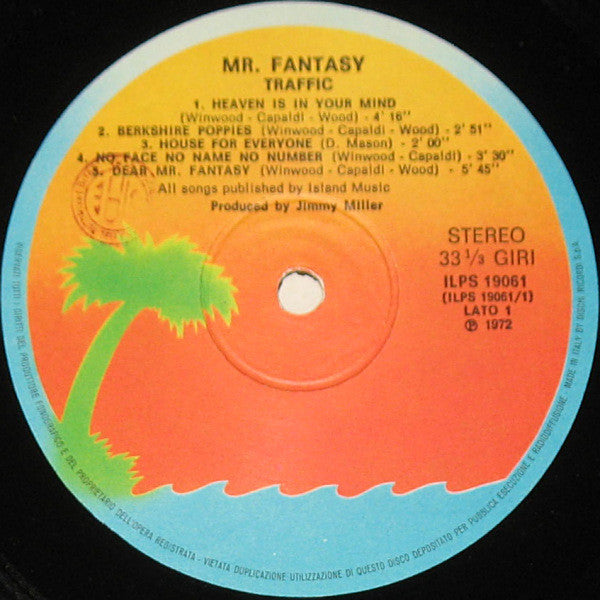 MR. FANTASY
TRAFFIC
1. HEAVEN IS IN YOUR MIND
(Winwood - Capaldi - Wood) - 4' 16"
2. BERKSHIRE POPPIES (Winwood - Capaldi - Wood) - 2' 51"
3. HOUSE FOR EVERYONE (D. Mason) - 2' 00"
4. NO FACE NO NAME NO NUMBER (Winwood - Capaldi - Wood) - 3' 30"
5. DEAR MR. FANTASY (Winwood - Capaldi - Wood) - 5' 45"
All songs published by Island Music
Produced by Jimmy Miller
STEREO
33 1/3 GIRI
ILPS 19061
(ILPS 19061/1)
LATO 1
℗ 1972
RISERVATI TUTTI I DIRITTI DEL PRODUTTORE FONOGRAFICO E DEL PROPRIETARIO DELL'OPERA REGISTRATA - VIETATA DUPLICAZIONE UTILIZZAZIONE DI QUESTO DISCO DEPOSITATO PER PUBBLICA ESECUZIONE E RADIODIFFUSIONE. MADE IN ITALY BY DISCHI RICORDI S.p.A.